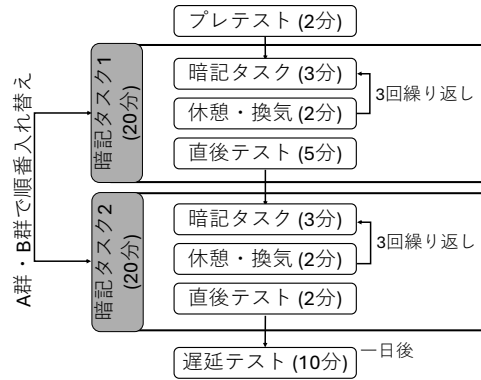 プレテスト (2分)
A群・B群で順番入れ替え
暗記タスク1
(20分)
暗記タスク (3分)
休憩・換気 (2分)
3回繰り返し
直後テスト (5分)
暗記タスク2
(20分)
暗記タスク (3分)
休憩・換気 (2分)
3回繰り返し
直後テスト (2分)
遅延テスト (10分)
一日後